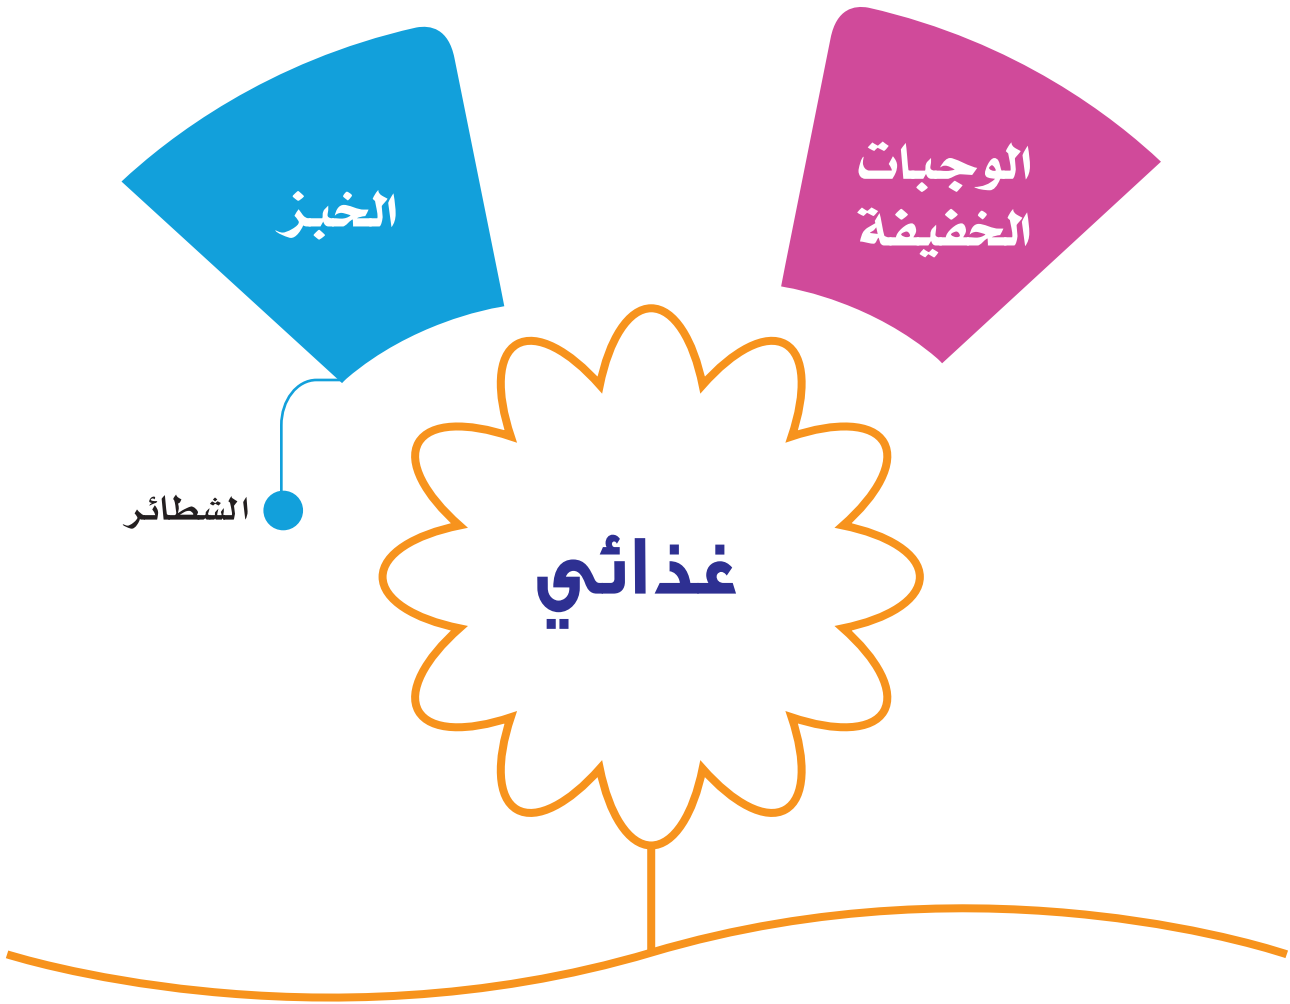 الوجبات
الخفيفة
الخبز
الشطائر
غذائي